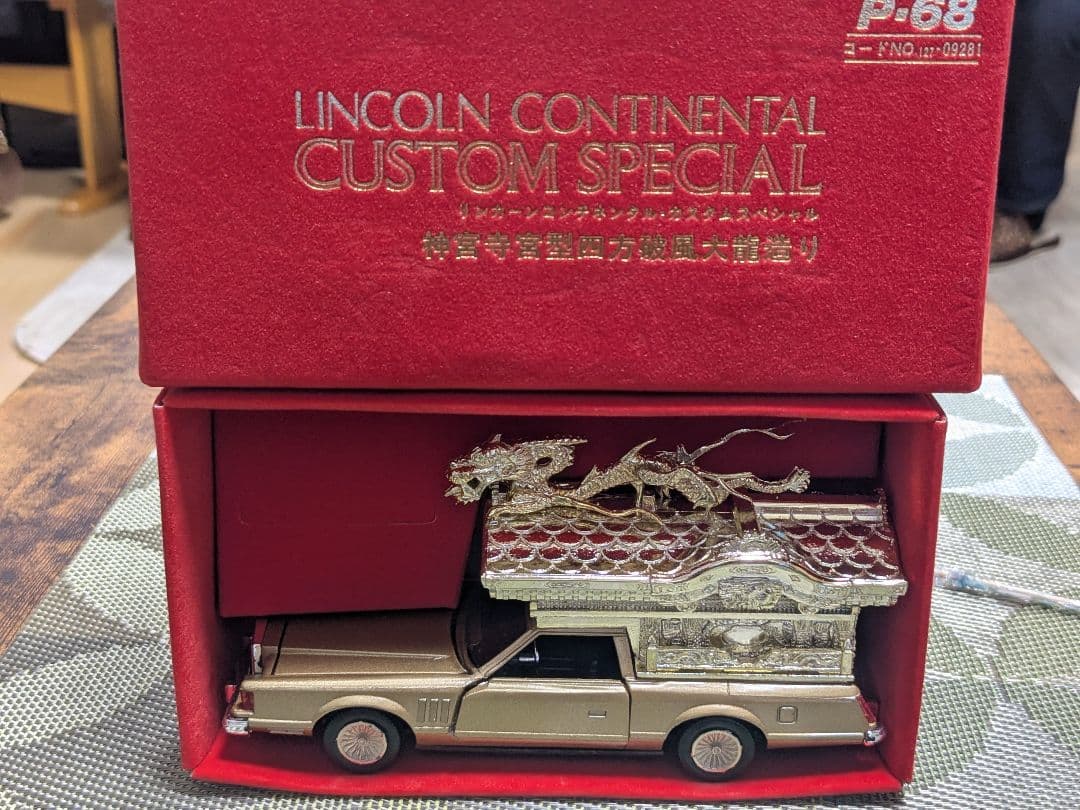 P-68
コードNO.127-09281
LINCOLN CONTINENTAL
CUSTOM SPECIAL
リンカーンコンチネンタル・カスタムスペシャル
神宮寺宮型四方破風大龍造り